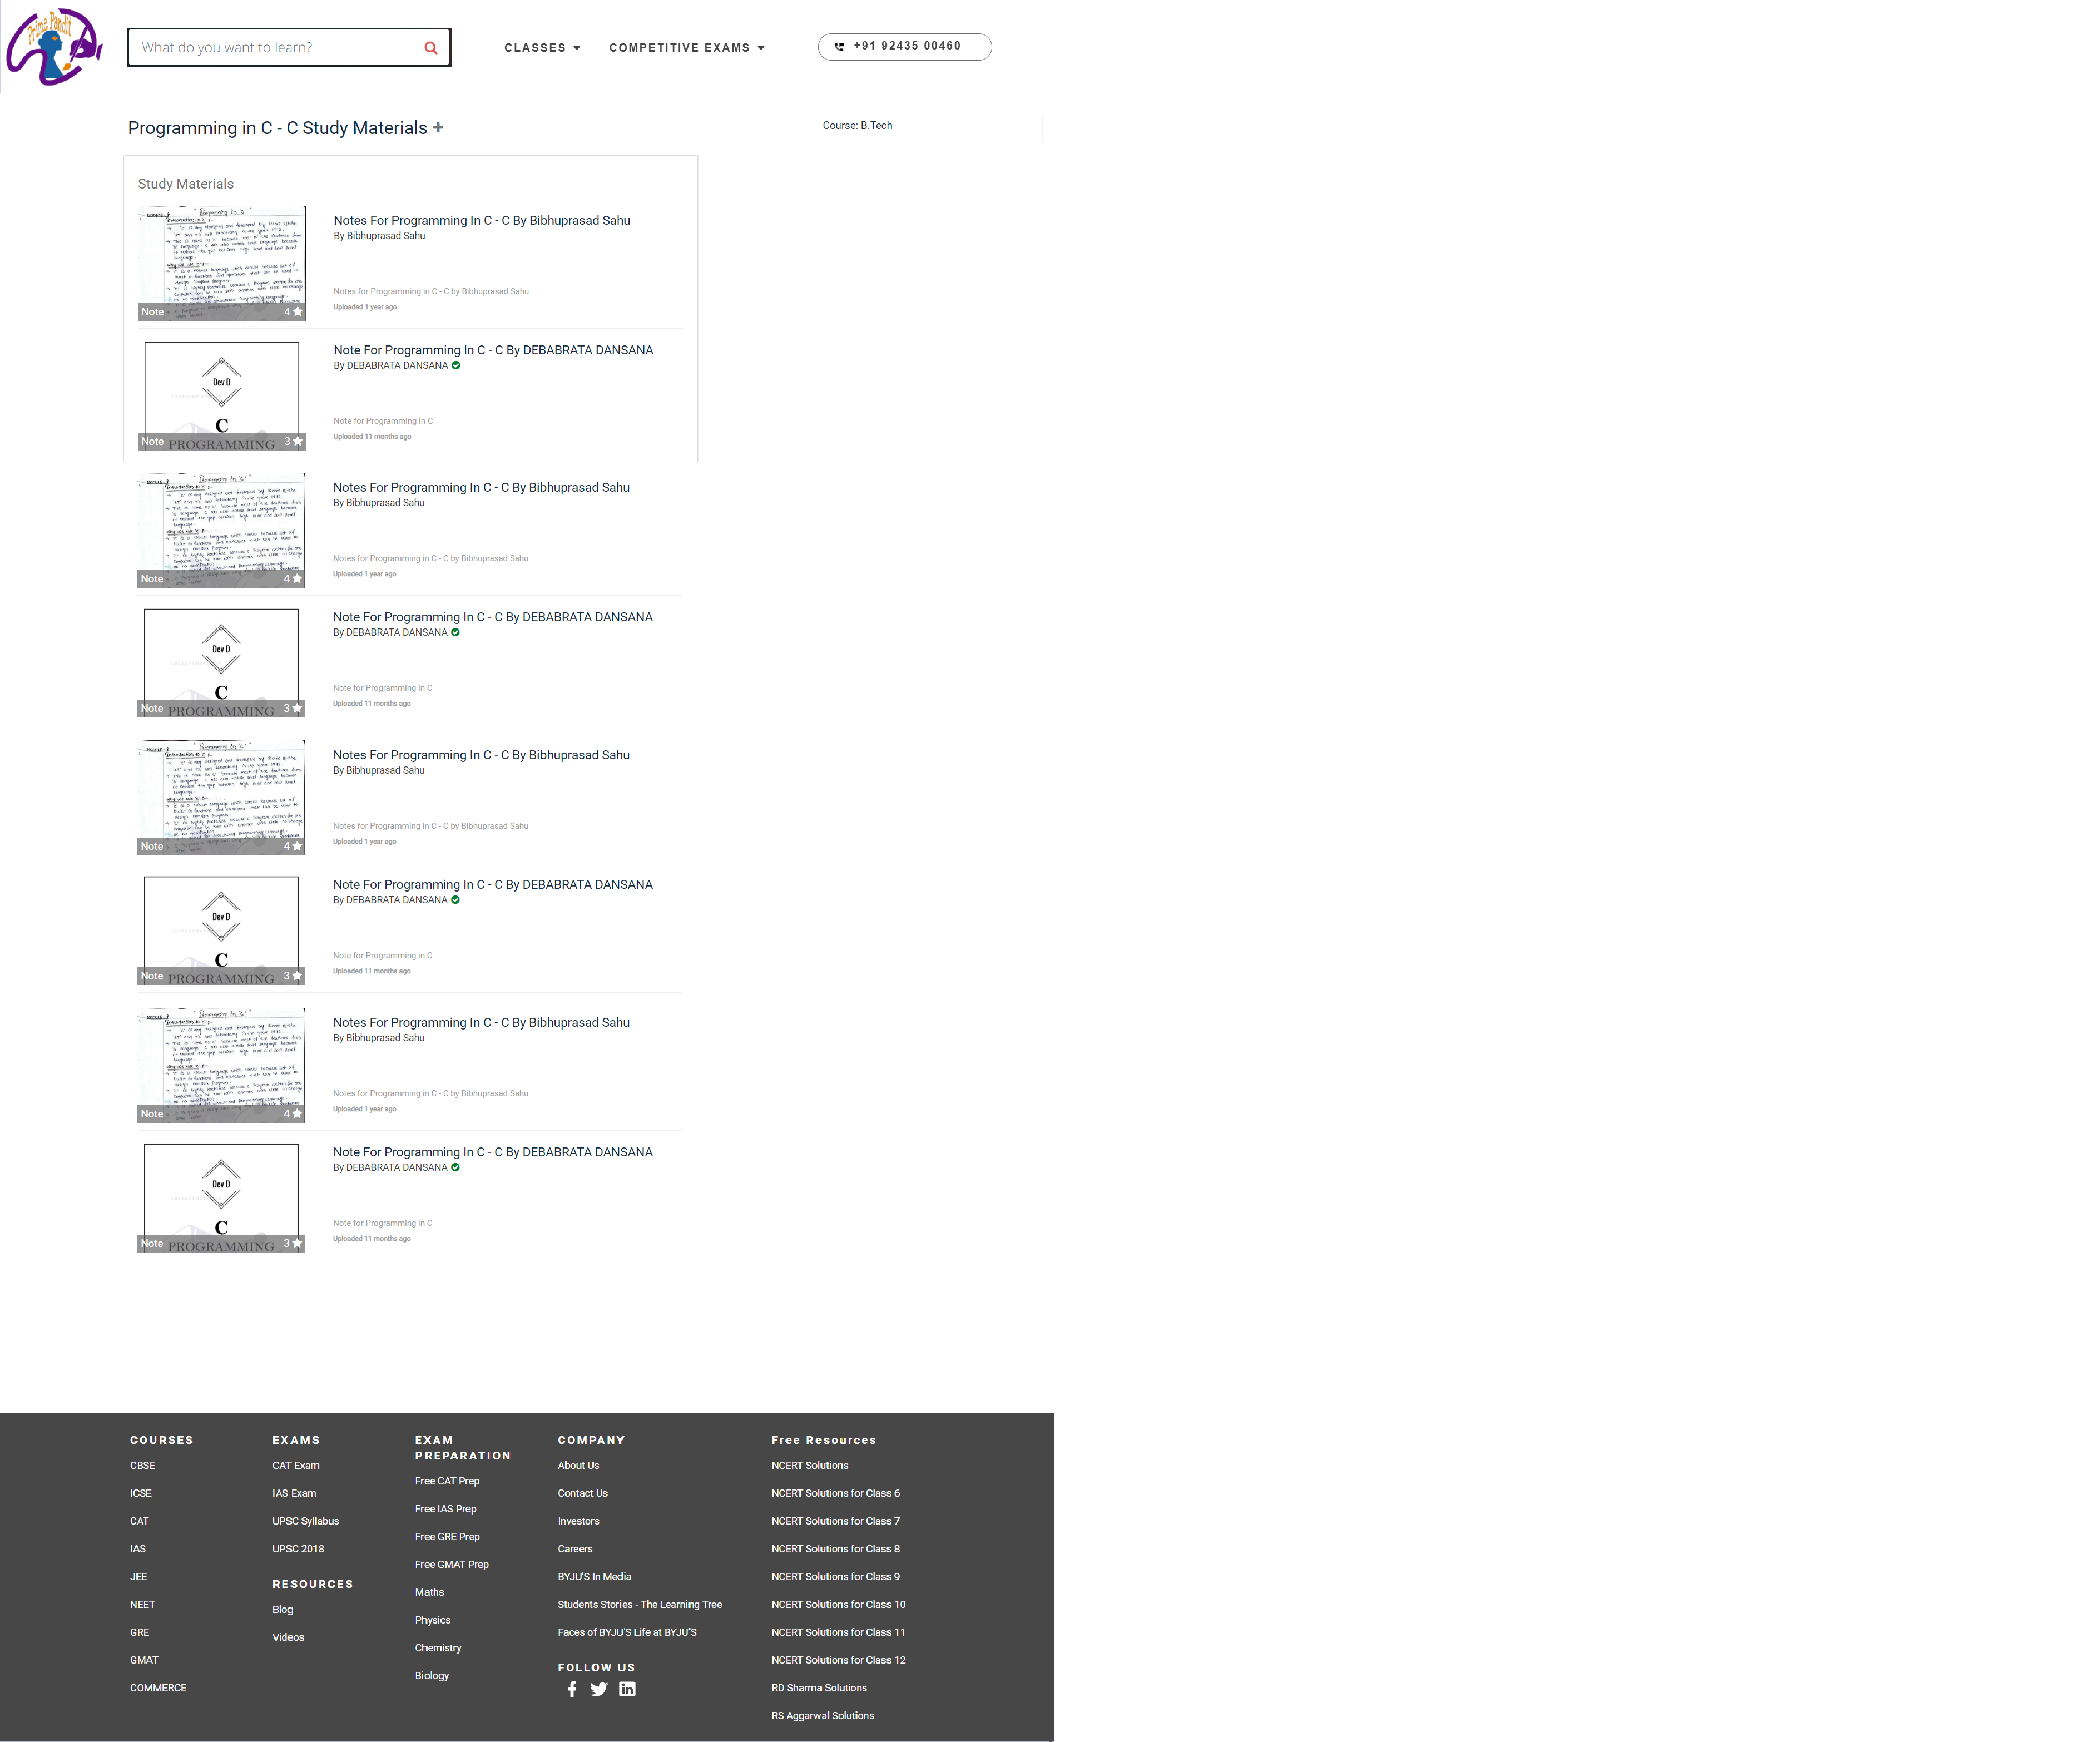 Prime Pandit
What do you want to learn?
CLASSES
COMPETITIVE EXAMS
+91 92435 00460
Programming in C - C Study Materials
Course: B.Tech
Study Materials
Notes For Programming In C - C By Bibhuprasad Sahu
By Bibhuprasad Sahu
Notes for Programming in C - C by Bibhuprasad Sahu
Uploaded 1 year ago
Note 4
Note For Programming In C - C By DEBABRATA DANSANA
By DEBABRATA DANSANA
Dev D
C
PROGRAMMING
Note for Programming in C
Uploaded 11 months ago
Note 3
Notes For Programming In C - C By Bibhuprasad Sahu
By Bibhuprasad Sahu
Notes for Programming in C - C by Bibhuprasad Sahu
Uploaded 1 year ago
Note 4
Note For Programming In C - C By DEBABRATA DANSANA
By DEBABRATA DANSANA
Dev D
C
PROGRAMMING
Note for Programming in C
Uploaded 11 months ago
Note 3
Notes For Programming In C - C By Bibhuprasad Sahu
By Bibhuprasad Sahu
Notes for Programming in C - C by Bibhuprasad Sahu
Uploaded 1 year ago
Note 4
Note For Programming In C - C By DEBABRATA DANSANA
By DEBABRATA DANSANA
Dev D
C
PROGRAMMING
Note for Programming in C
Uploaded 11 months ago
Note 3
Notes For Programming In C - C By Bibhuprasad Sahu
By Bibhuprasad Sahu
Notes for Programming in C - C by Bibhuprasad Sahu
Uploaded 1 year ago
Note 4
Note For Programming In C - C By DEBABRATA DANSANA
By DEBABRATA DANSANA
Dev D
C
PROGRAMMING
Note for Programming in C
Uploaded 11 months ago
Note 3
COURSES
CBSE
ICSE
CAT
IAS
JEE
NEET
GRE
GMAT
COMMERCE
EXAMS
CAT Exam
IAS Exam
UPSC Syllabus
UPSC 2018
RESOURCES
Blog
Videos
EXAM
PREPARATION
Free CAT Prep
Free IAS Prep
Free GRE Prep
Free GMAT Prep
Maths
Physics
Chemistry
Biology
COMPANY
About Us
Contact Us
Investors
Careers
BYJU'S In Media
Students Stories - The Learning Tree
Faces of BYJU'S Life at BYJU'S
FOLLOW US
Free Resources
NCERT Solutions
NCERT Solutions for Class 6
NCERT Solutions for Class 7
NCERT Solutions for Class 8
NCERT Solutions for Class 9
NCERT Solutions for Class 10
NCERT Solutions for Class 11
NCERT Solutions for Class 12
RD Sharma Solutions
RS Aggarwal Solutions